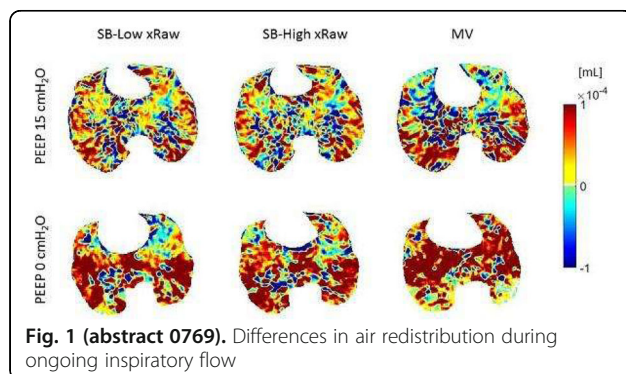 SB-Low xRaw
SB-High xRaw
MV
PEEP 15 cmH₂O
PEEP 0 cmH₂O
[mL]
×10⁻⁴
1
0
-1
Fig. 1 (abstract 0769). Differences in air redistribution during
ongoing inspiratory flow